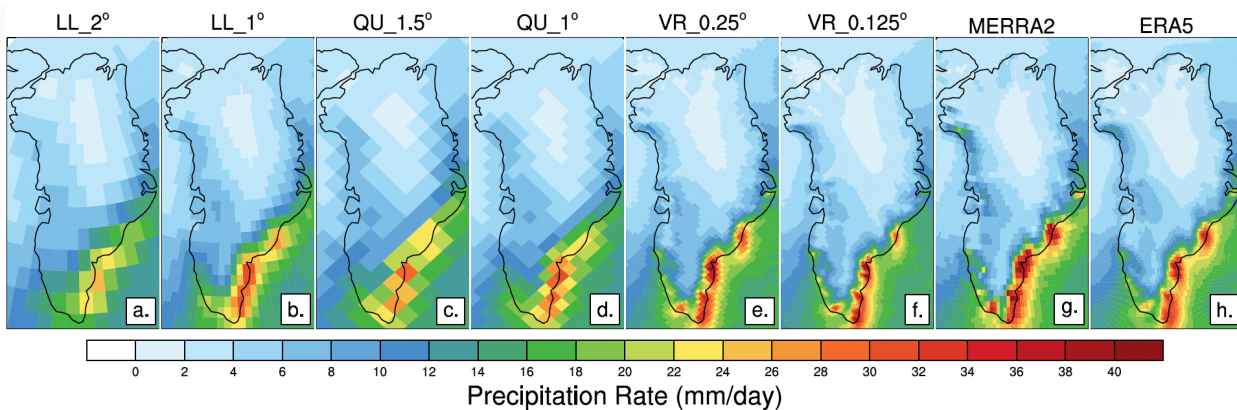 LL_2° LL_1° QU_1.5° QU_1° VR_0.25° VR_0.125° MERRA2 ERA5
a. b. c. d. e. f. g. h.
0 2 4 6 8 10 12 14 16 18 20 22 24 26 28 30 32 34 36 38 40
Precipitation Rate (mm/day)